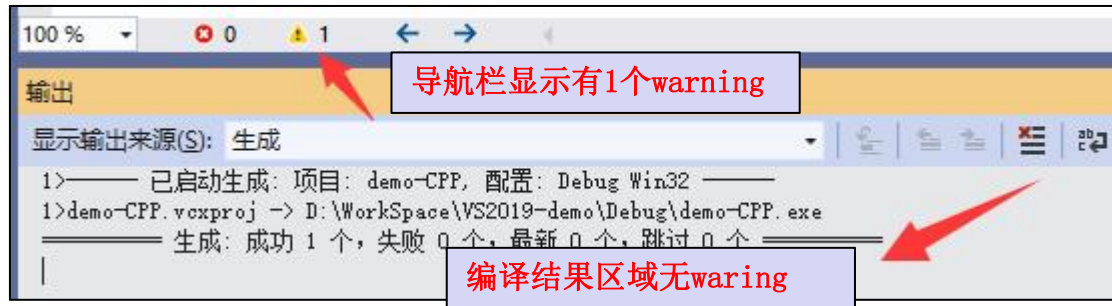 100 % 0 1
导航栏显示有1个warning
输出
显示输出来源(S): 生成
1>—— 已启动生成: 项目: demo-CPP, 配置: Debug Win32 ——
1>demo-CPP.vcxproj -> D:\WorkSpace\VS2019-demo\Debug\demo-CPP.exe
========== 生成: 成功 1 个，失败 0 个，最新 0 个，跳过 0 个 ==========
编译结果区域无waring